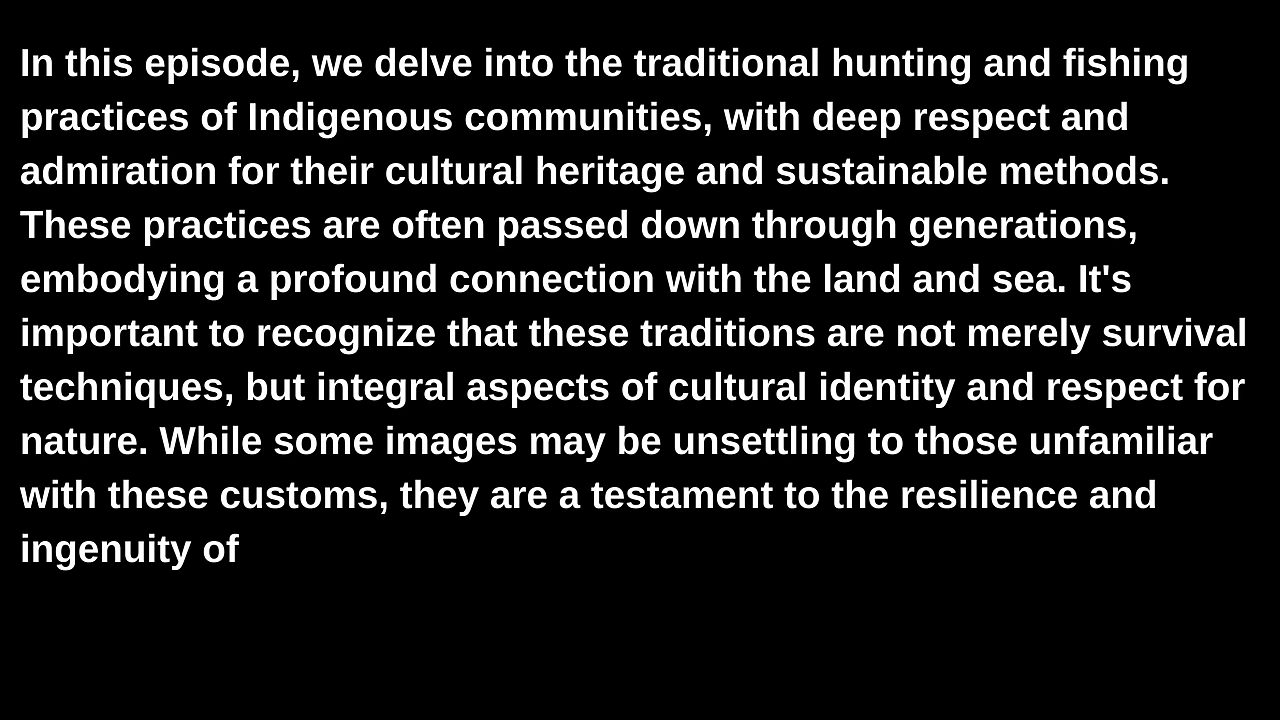 In this episode, we delve into the traditional hunting and fishing
practices of Indigenous communities, with deep respect and
admiration for their cultural heritage and sustainable methods.
These practices are often passed down through generations,
embodying a profound connection with the land and sea. It's
important to recognize that these traditions are not merely survival
techniques, but integral aspects of cultural identity and respect for
nature. While some images may be unsettling to those unfamiliar
with these customs, they are a testament to the resilience and
ingenuity of